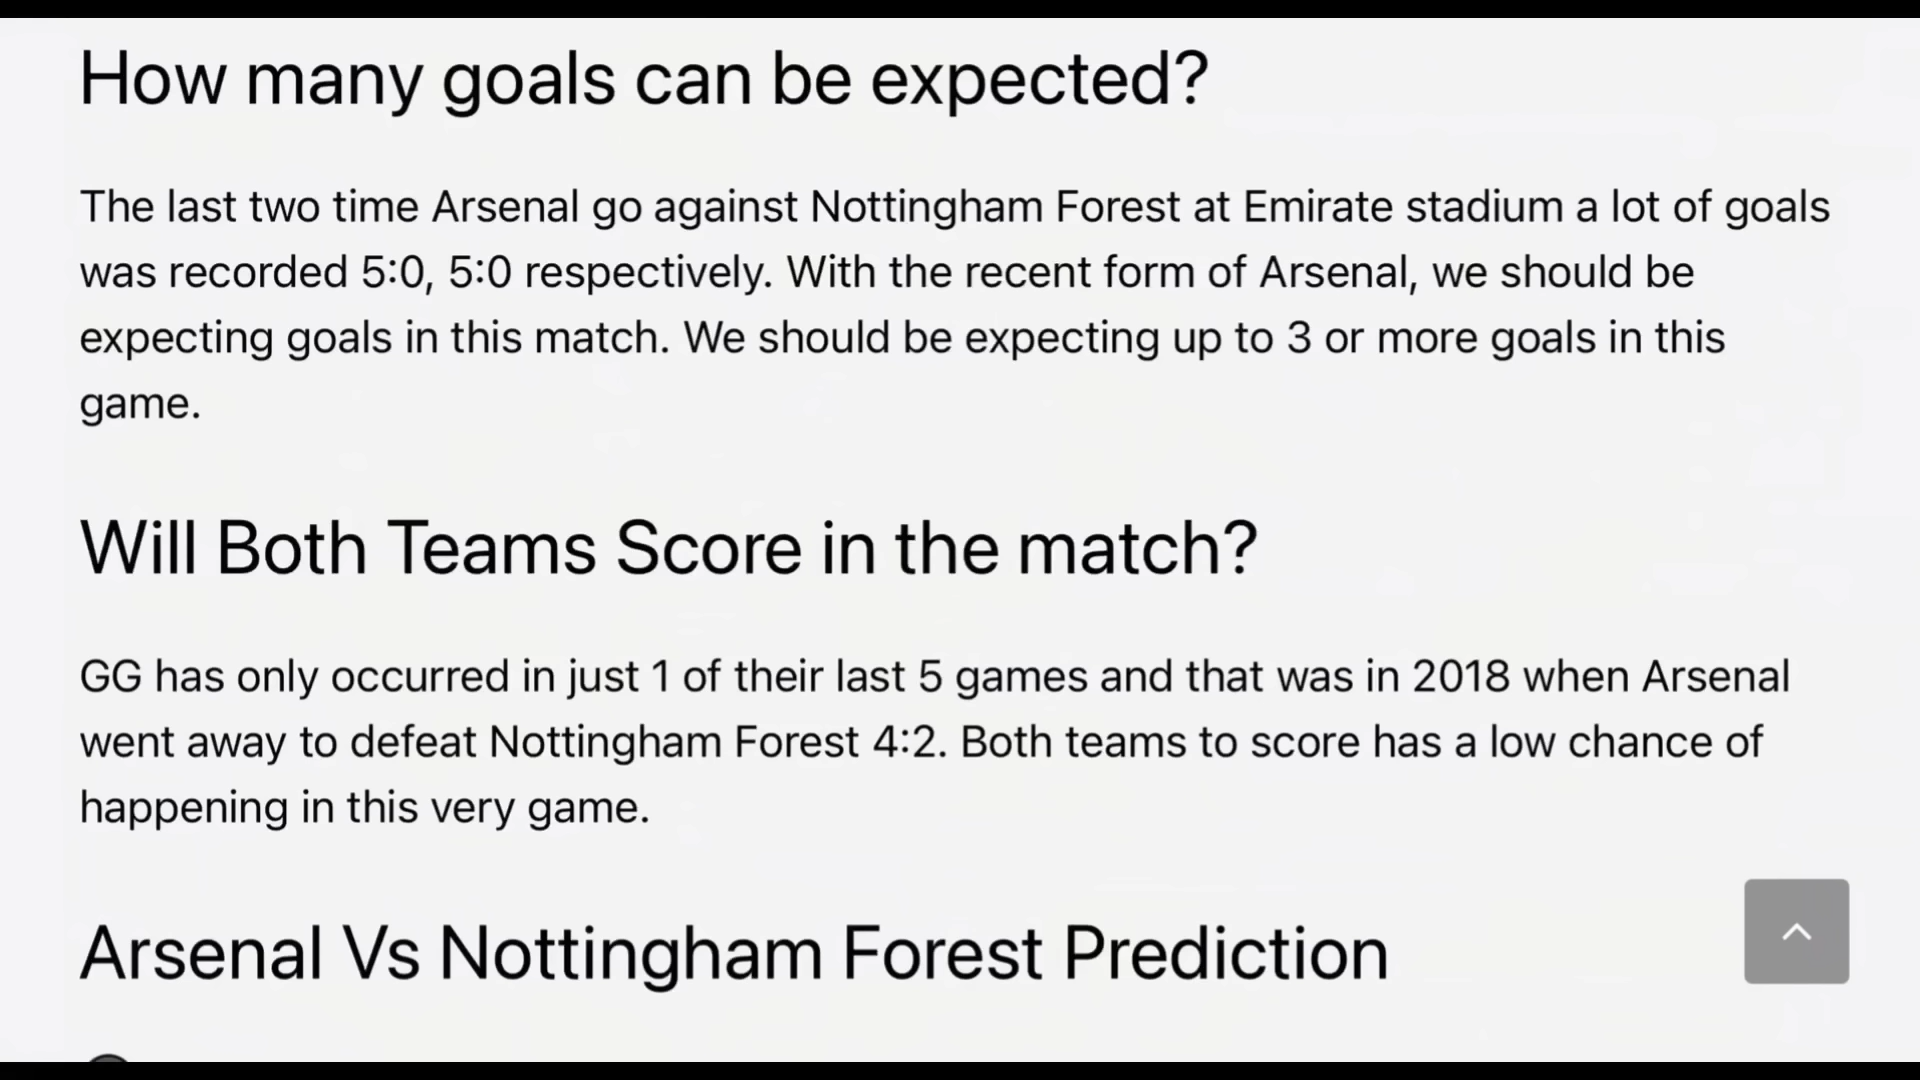 How many goals can be expected?
The last two time Arsenal go against Nottingham Forest at Emirate stadium a lot of goals
was recorded 5:0, 5:0 respectively. With the recent form of Arsenal, we should be
expecting goals in this match. We should be expecting up to 3 or more goals in this
game.
Will Both Teams Score in the match?
GG has only occurred in just 1 of their last 5 games and that was in 2018 when Arsenal
went away to defeat Nottingham Forest 4:2. Both teams to score has a low chance of
happening in this very game.
Arsenal Vs Nottingham Forest Prediction